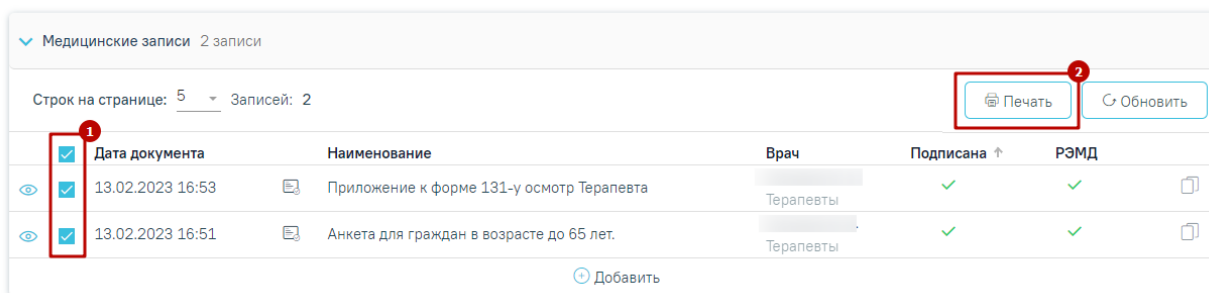 Медицинские записи 2 записи
2
Строк на странице: 5 Записей: 2 Печать Обновить
1
Дата документа Наименование Врач Подписана РЭМД
13.02.2023 16:53 Приложение к форме 131-у осмотр Терапевта
Терапевты
13.02.2023 16:51 Анкета для граждан в возрасте до 65 лет.
Терапевты
Добавить